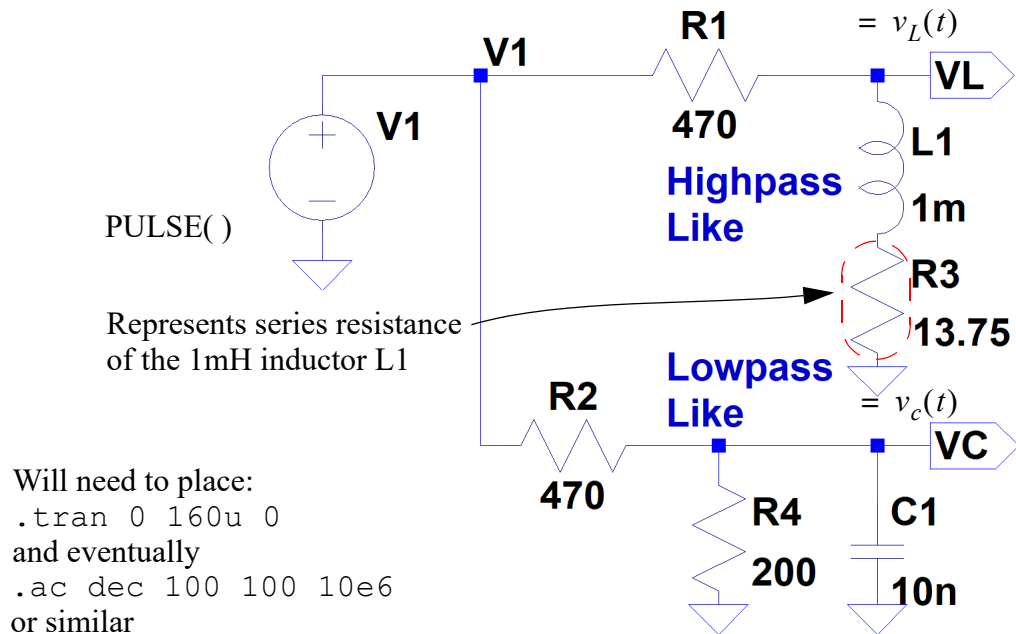 = v_L(t)
R1
V1
VL
V1
470
L1
Highpass
Like
1m
PULSE( )
R3
Represents series resistance
of the 1mH inductor L1
13.75
Lowpass
Like
R2
= v_c(t)
VC
470
Will need to place:
.tran 0 160u 0
and eventually
.ac dec 100 100 10e6
or similar
R4
200
C1
10n